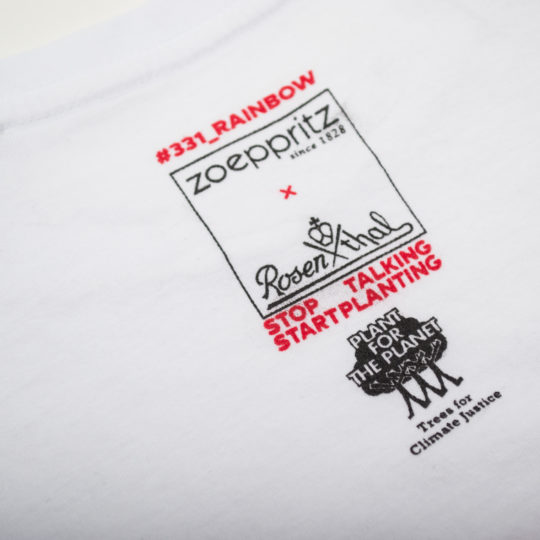 #331_RAINBOW
zoeppritz
since 1828
x
Rosenthal
STOP TALKING
START PLANTING
PLANT
FOR
THE PLANET
Trees for
Climate Justice